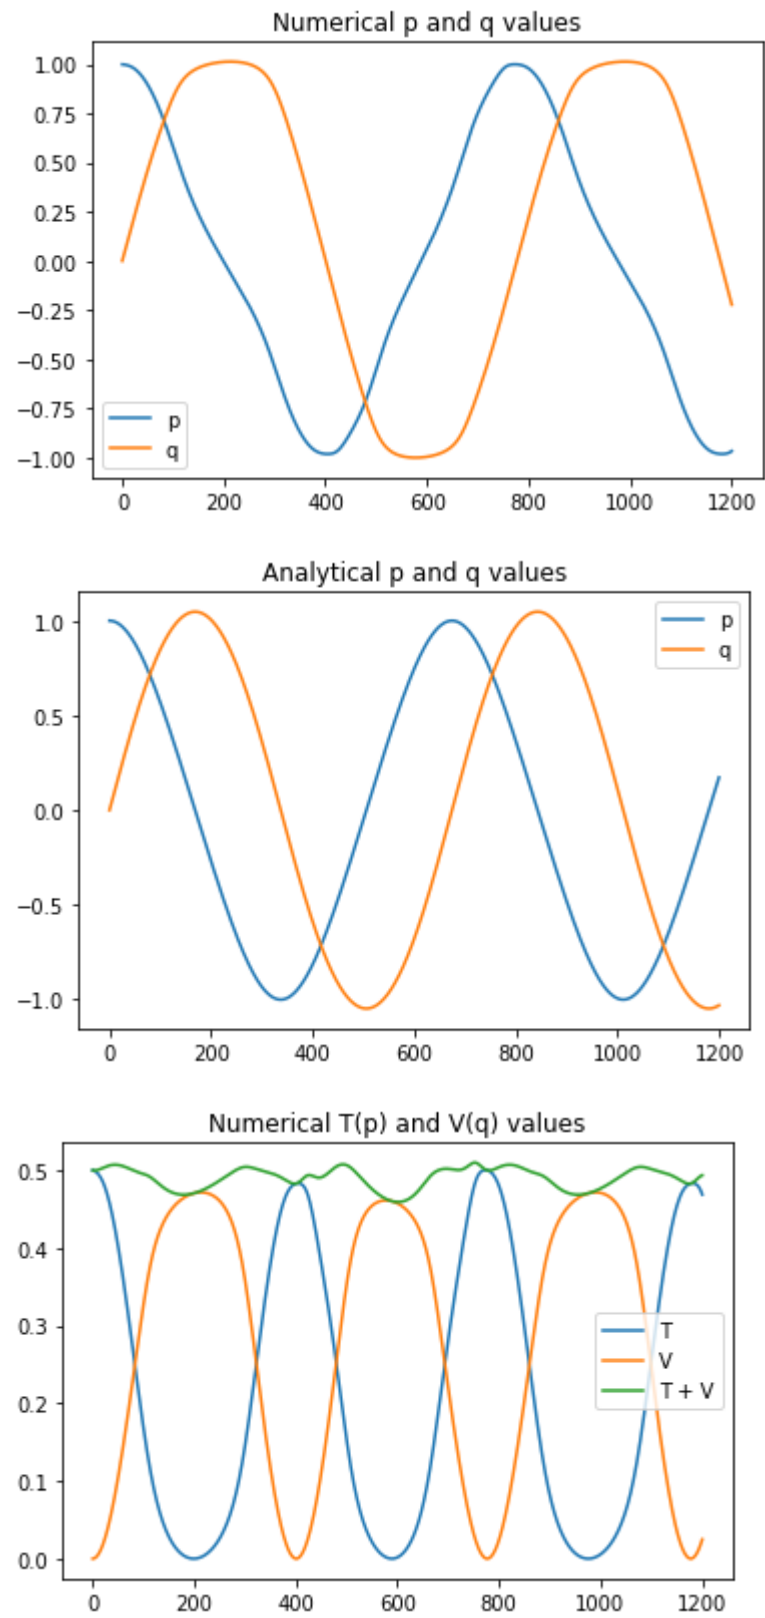 Numerical p and q values
1.00
0.75
0.50
0.25
0.00
−0.25
−0.50
−0.75
−1.00
p
q
0 200 400 600 800 1000 1200
Analytical p and q values
1.0
0.5
0.0
−0.5
−1.0
p
q
0 200 400 600 800 1000 1200
Numerical T(p) and V(q) values
0.5
0.4
0.3
0.2
0.1
0.0
T
V
T + V
0 200 400 600 800 1000 1200